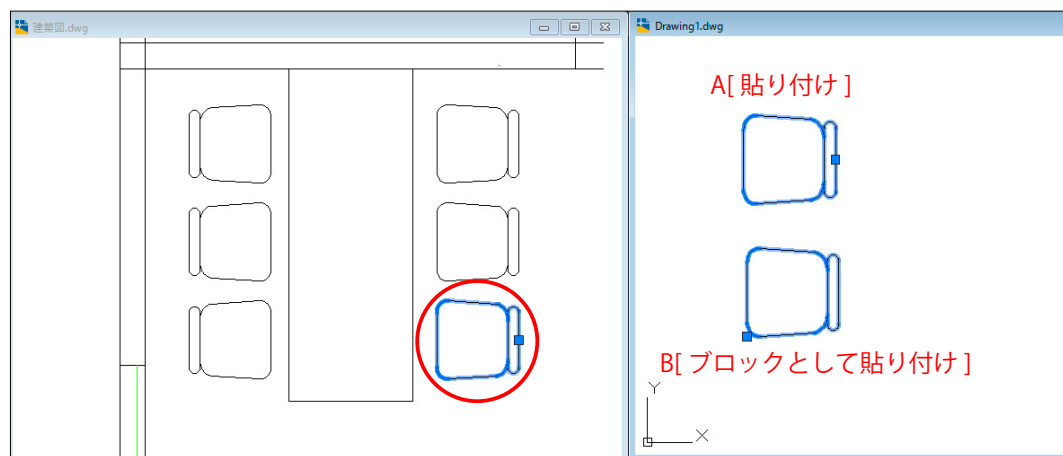 建築図.dwg
Drawing1.dwg
A[ 貼り付け ]
B[ ブロックとして貼り付け ]
Y
X